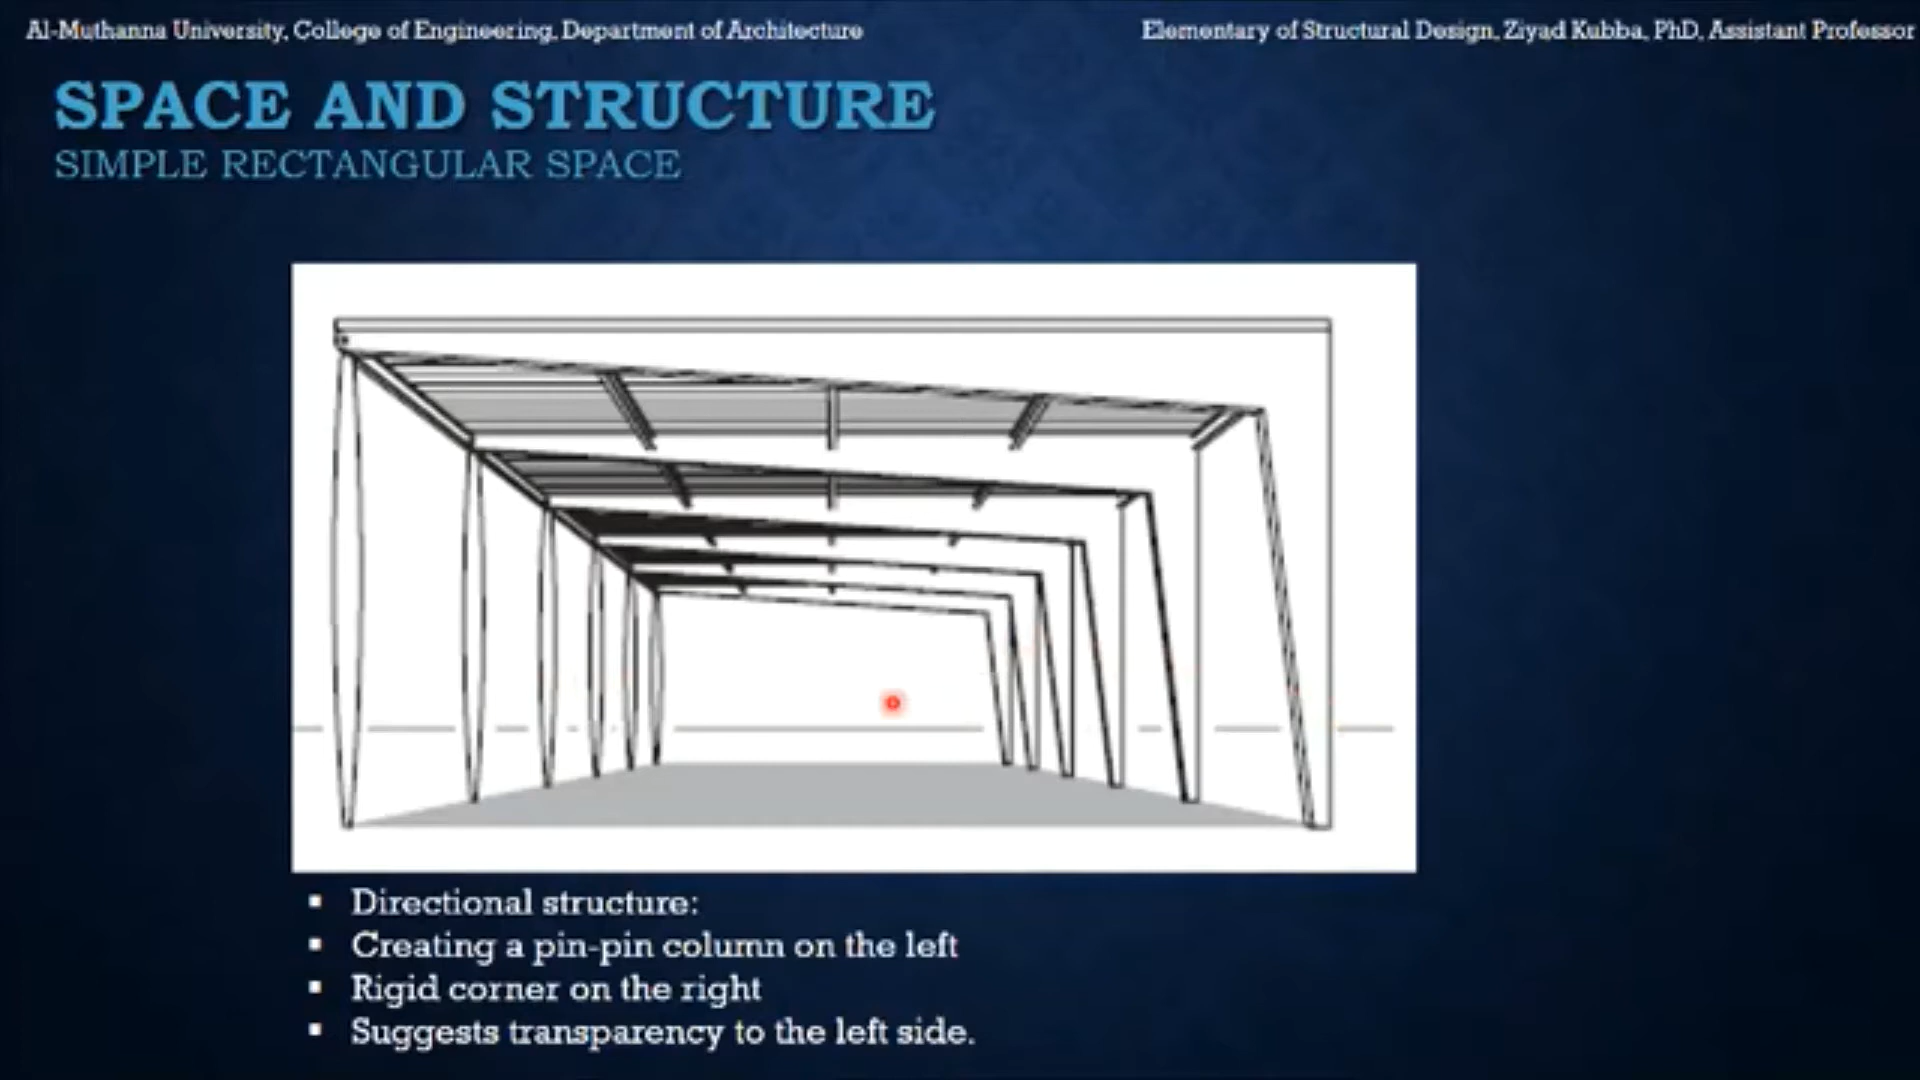 Al-Muthanna University, College of Engineering, Department of Architecture
Elementary of Structural Design, Ziyad Kubba, PhD, Assistant Professor
SPACE AND STRUCTURE
SIMPLE RECTANGULAR SPACE
▪ Directional structure:
▪ Creating a pin-pin column on the left
▪ Rigid corner on the right
▪ Suggests transparency to the left side.